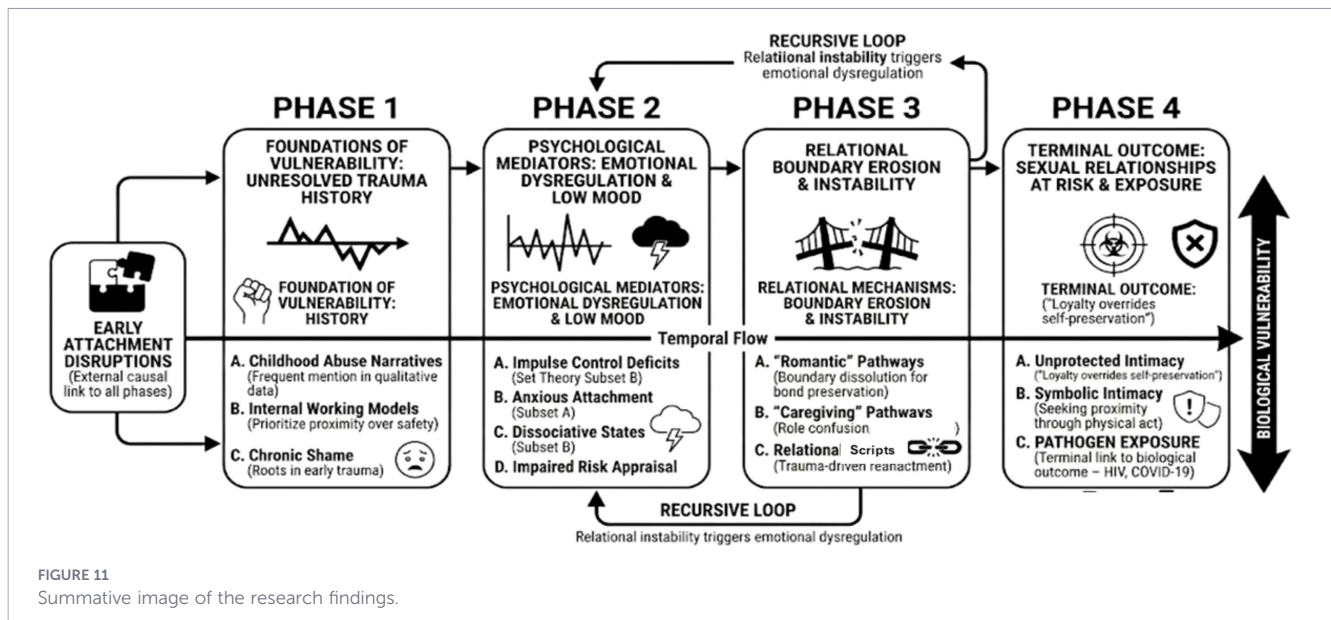 RECURSIVE LOOP
Relatiional instability triggers
emotional dysregulation
PHASE 1
PHASE 2
PHASE 3
PHASE 4
EARLY
ATTACHMENT
DISRUPTIONS
(External causal
link to all phases)
FOUNDATIONS OF
VULNERABILITY:
UNRESOLVED TRAUMA
HISTORY
FOUNDATION OF
VULNERABILITY:
HISTORY
A. Childhood Abuse Narratives
(Frequent mention in qualitative
data)
B. Internal Working Models
(Prioritize proximity over safety)
C. Chronic Shame
(Roots in early trauma)
PSYCHOLOGICAL
MEDIATORS: EMOTIONAL
DYSREGULATION &
LOW MOOD
PSYCHOLOGICAL MEDIATORS:
EMOTIONAL DYSREGULATION
& LOW MOOD
Temporal Flow
A. Impulse Control Deficits
(Set Theory Subset B)
B. Anxious Attachment
(Subset A)
C. Dissociative States
(Subset B)
D. Impaired Risk Appraisal
RELATIONAL
BOUNDARY EROSION
& INSTABILITY
RELATIONAL MECHANISMS:
BOUNDARY EROSION
& INSTABILITY
A. “Romantic” Pathways
(Boundary dissolution for
bond preservation)
B. “Caregiving” Pathwavs
(Role confusion )
C. Relational Scripts
(Trauma-driven reanactment)
TERMINAL OUTCOME:
SEXUAL RELATIONSHIPS
AT RISK & EXPOSURE
TERMINAL OUTCOME:
(“Loyalty overrides
self-preservation”)
A. Unprotected Intimacy
(“Loyalty overrides self-preservation”)
B. Symbolic Intimacy
(Seeking proximity
through physical act)
C. PATHOGEN EXPOSURE
(Terminal link to biological
outcome – HIV, COVID-19)
BIOLOGICAL VULNERABILITY
RECURSIVE LOOP
Relational instability triggers emotional dysregulation
FIGURE 11
Summative image of the research findings.